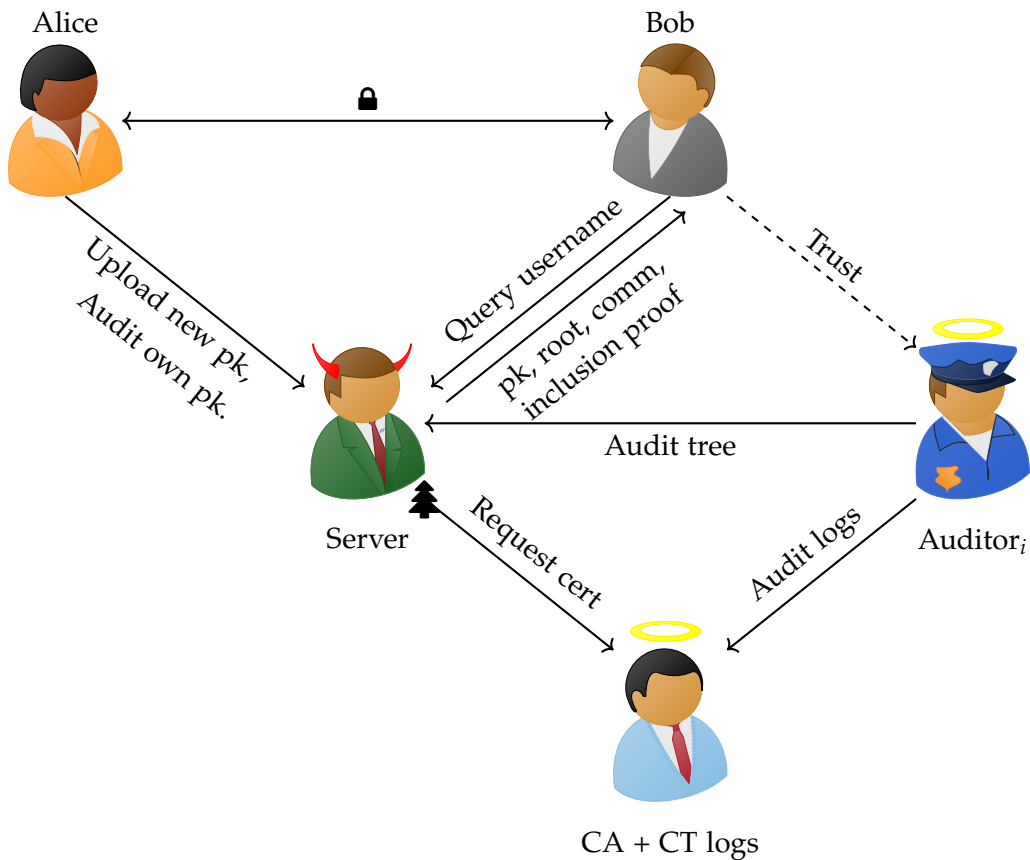 Alice
Bob
Upload new pk,
Audit own pk.
Query username
pk, root, comm,
inclusion proof
Trust
Audit tree
Server
Auditorᵢ
Request cert
Audit logs
CA + CT logs